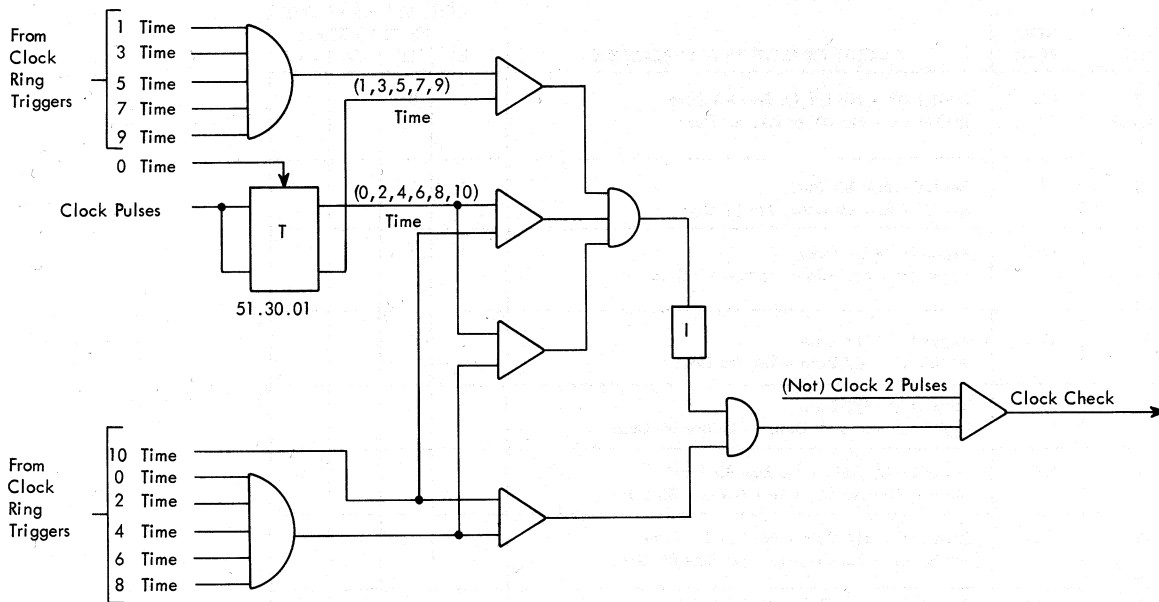 From
Clock
Ring
Triggers
1 Time
3 Time
5 Time
7 Time
9 Time
0 Time
Clock Pulses
T
51.30.01
(1,3,5,7,9)
Time
(0,2,4,6,8,10)
Time
I
(Not) Clock 2 Pulses
Clock Check
From
Clock
Ring
Triggers
10 Time
0 Time
2 Time
4 Time
6 Time
8 Time